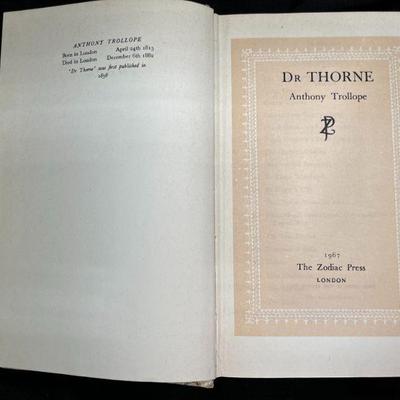 ANTHONY TROLLOPE
Born in London April 24th 1815
Died in London December 6th 1882
"Dr Thorne" was first published in
1858
DR THORNE
Anthony Trollope
ZP
1967
The Zodiac Press
LONDON